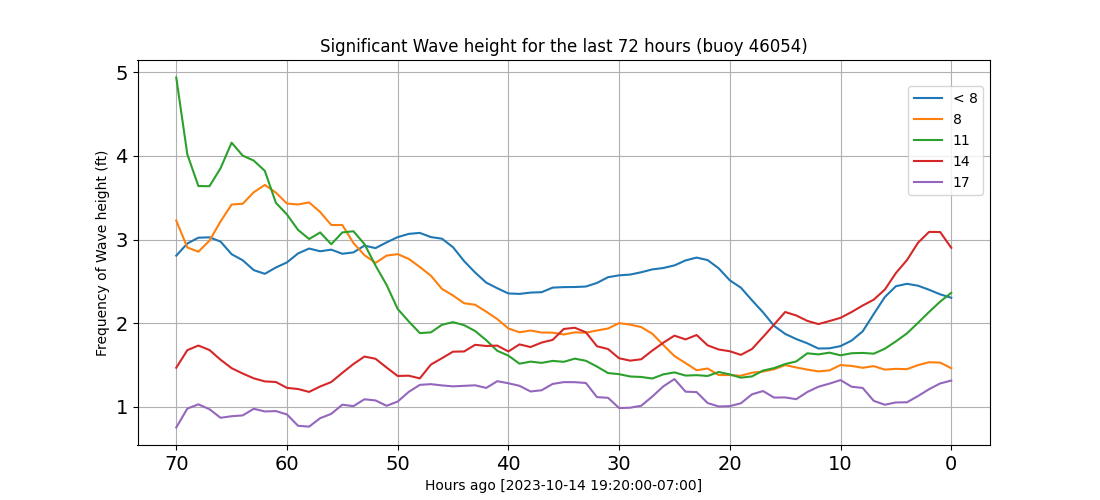 Significant Wave height for the last 72 hours (buoy 46054)
Frequency of Wave height (ft)
5
4
3
2
1
< 8
8
11
14
17
70 60 50 40 30 20 10 0
Hours ago [2023-10-14 19:20:00-07:00]